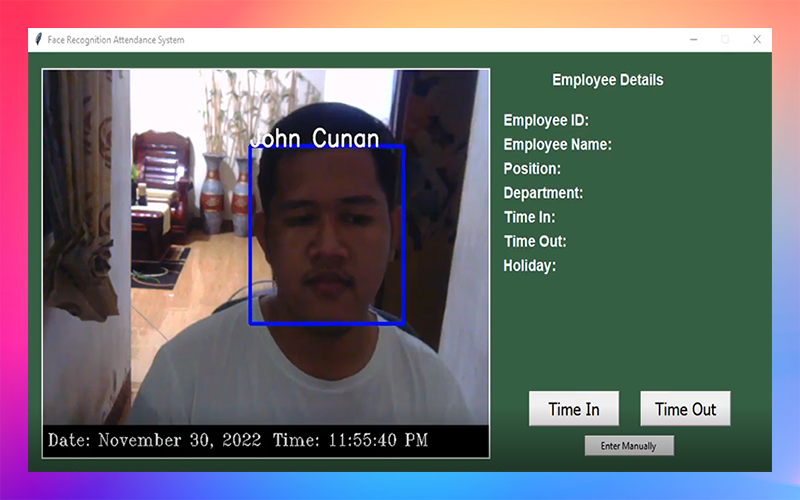 Face Recognition Attendance System
John Cunan
Date: November 30, 2022 Time: 11:55:40 PM
Employee Details
Employee ID:
Employee Name:
Position:
Department:
Time In:
Time Out:
Holiday:
Time In
Time Out
Enter Manually